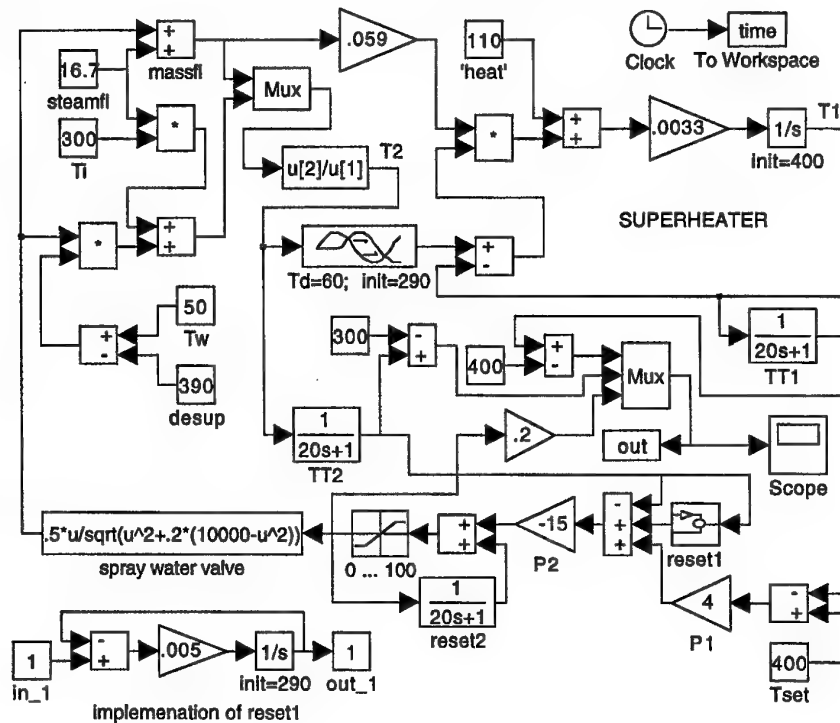 +
+
.059
110
time
16.7
massfl
'heat'
Clock
To Workspace
steamfl
Mux
T1
*
*
+
+
.0033
1/s
300
T2
Ti
u[2]/u[1]
init=400
*
+
+
SUPERHEATER
+
-
Td=60; init=290
50
+
-
Tw
300
-
+
+
-
1
20s+1
390
400
Mux
TT1
desup
1
20s+1
.2
out
TT2
Scope
.5*u/sqrt(u^2+.2*(10000-u^2))
+
+
-15
-
+
+
reset1
spray water valve
0 ... 100
P2
1
20s+1
4
-
+
reset2
P1
1
-
+
.005
1/s
1
400
in_1
init=290
out_1
Tset
implemenation of reset1